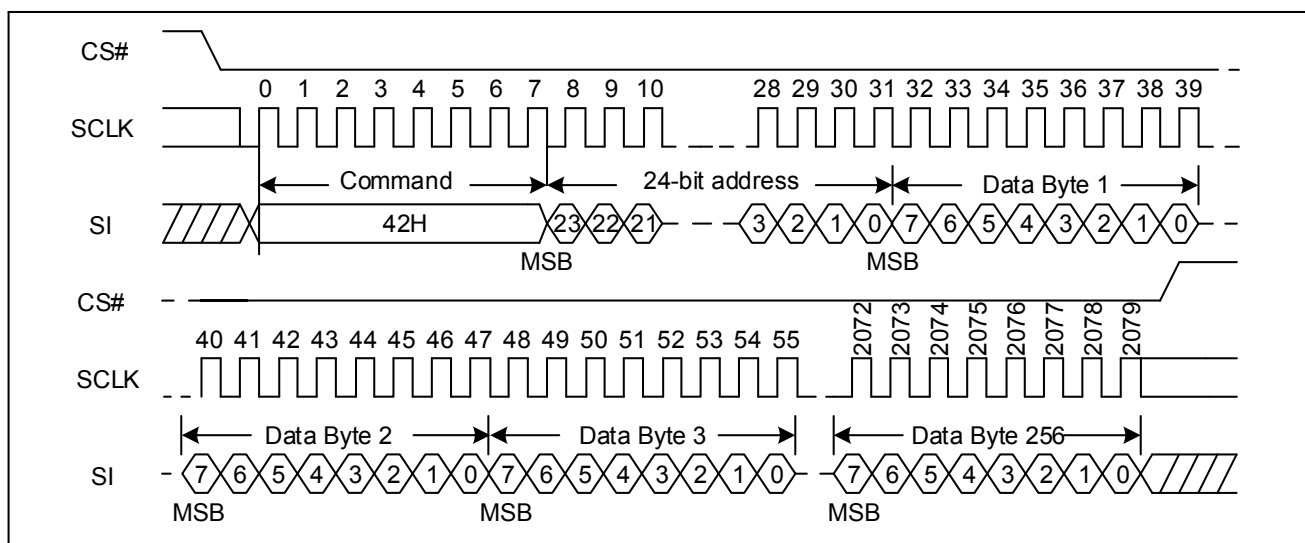 CS#
0 1 2 3 4 5 6 7 8 9 10 28 29 30 31 32 33 34 35 36 37 38 39
SCLK
Command 24-bit address Data Byte 1
SI 42H 23 22 21 3 2 1 0 7 6 5 4 3 2 1 0
MSB MSB
CS#
40 41 42 43 44 45 46 47 48 49 50 51 52 53 54 55 2072 2073 2074 2075 2076 2077 2078 2079
SCLK
Data Byte 2 Data Byte 3 Data Byte 256
SI 7 6 5 4 3 2 1 0 7 6 5 4 3 2 1 0 7 6 5 4 3 2 1 0
MSB MSB MSB